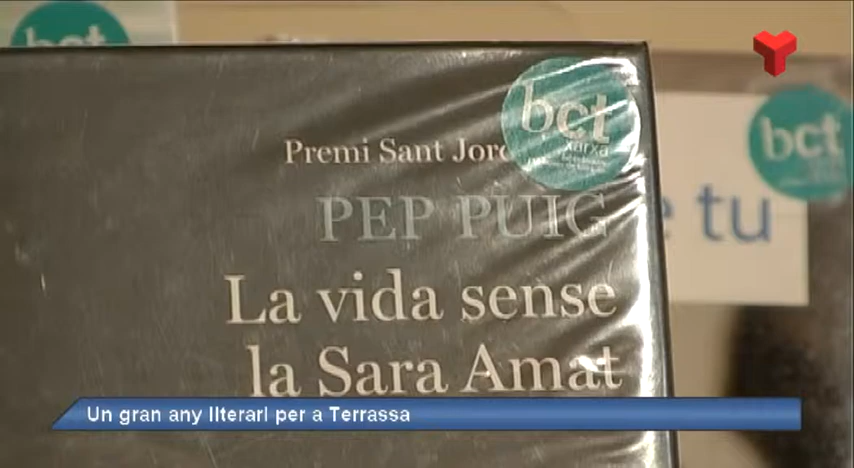 bct
bct
xarxa
bct
Premi Sant Jord
PEP PUIG
e tu
La vida sense
la Sara Amat
Un gran any literari per a Terrassa